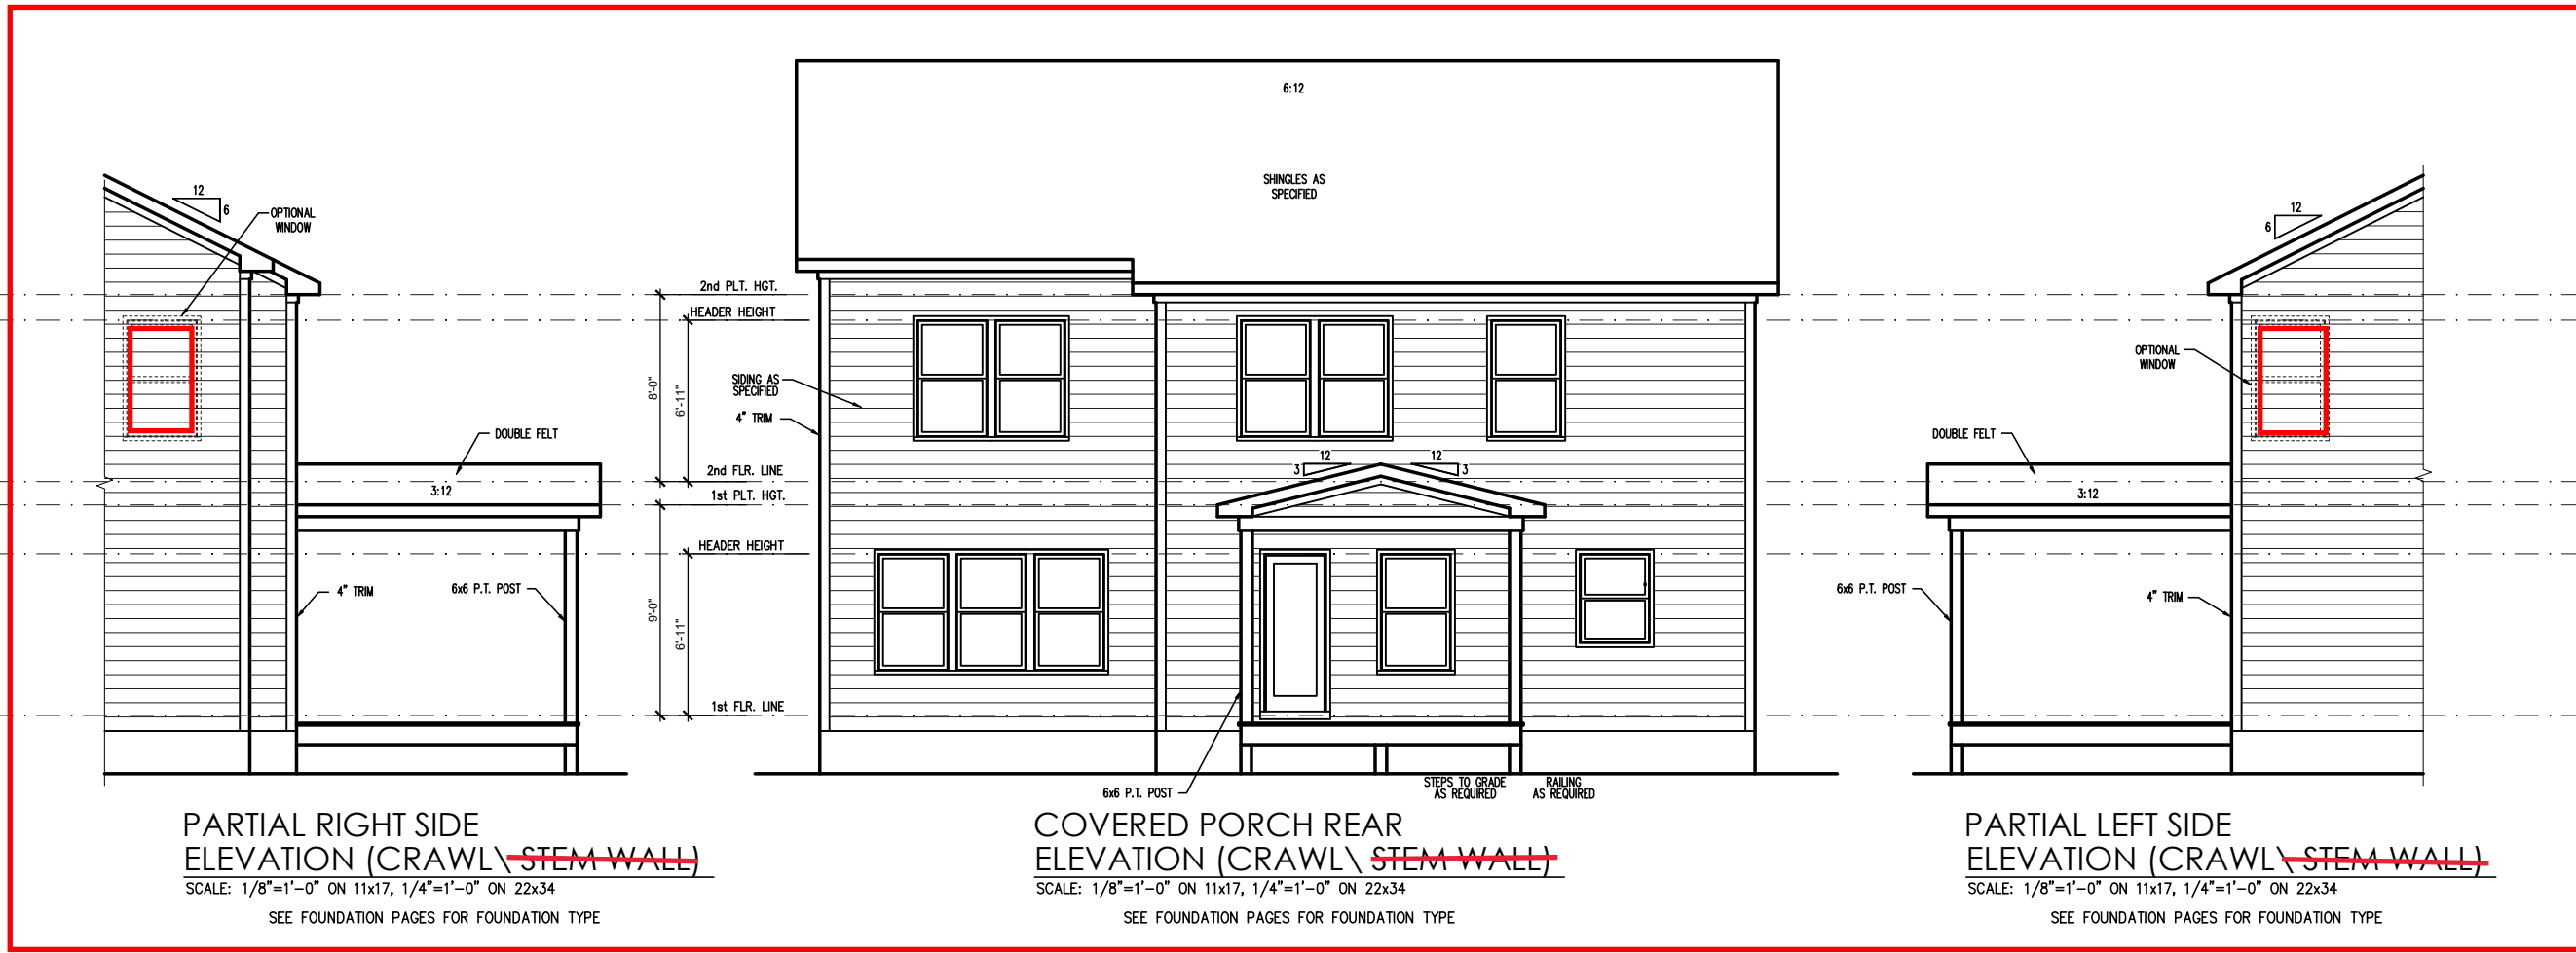 12
6
OPTIONAL
WINDOW
DOUBLE FELT
3:12
4" TRIM
6x6 P.T. POST
PARTIAL RIGHT SIDE
ELEVATION (CRAWL\ STEM WALL)
SCALE: 1/8"=1'-0" ON 11x17, 1/4"=1'-0" ON 22x34
SEE FOUNDATION PAGES FOR FOUNDATION TYPE
6:12
SHINGLES AS
SPECIFIED
2nd PLT. HGT.
HEADER HEIGHT
8'-0"
6'-11"
SIDING AS
SPECIFIED
4" TRIM
2nd FLR. LINE
1st PLT. HGT.
HEADER HEIGHT
9'-0"
6'-11"
1st FLR. LINE
12
3
12
3
6x6 P.T. POST
STEPS TO GRADE
AS REQUIRED
RAILING
AS REQUIRED
COVERED PORCH REAR
ELEVATION (CRAWL\ STEM WALL)
SCALE: 1/8"=1'-0" ON 11x17, 1/4"=1'-0" ON 22x34
SEE FOUNDATION PAGES FOR FOUNDATION TYPE
12
6
OPTIONAL
WINDOW
DOUBLE FELT
3:12
6x6 P.T. POST
4" TRIM
PARTIAL LEFT SIDE
ELEVATION (CRAWL\ STEM WALL)
SCALE: 1/8"=1'-0" ON 11x17, 1/4"=1'-0" ON 22x34
SEE FOUNDATION PAGES FOR FOUNDATION TYPE